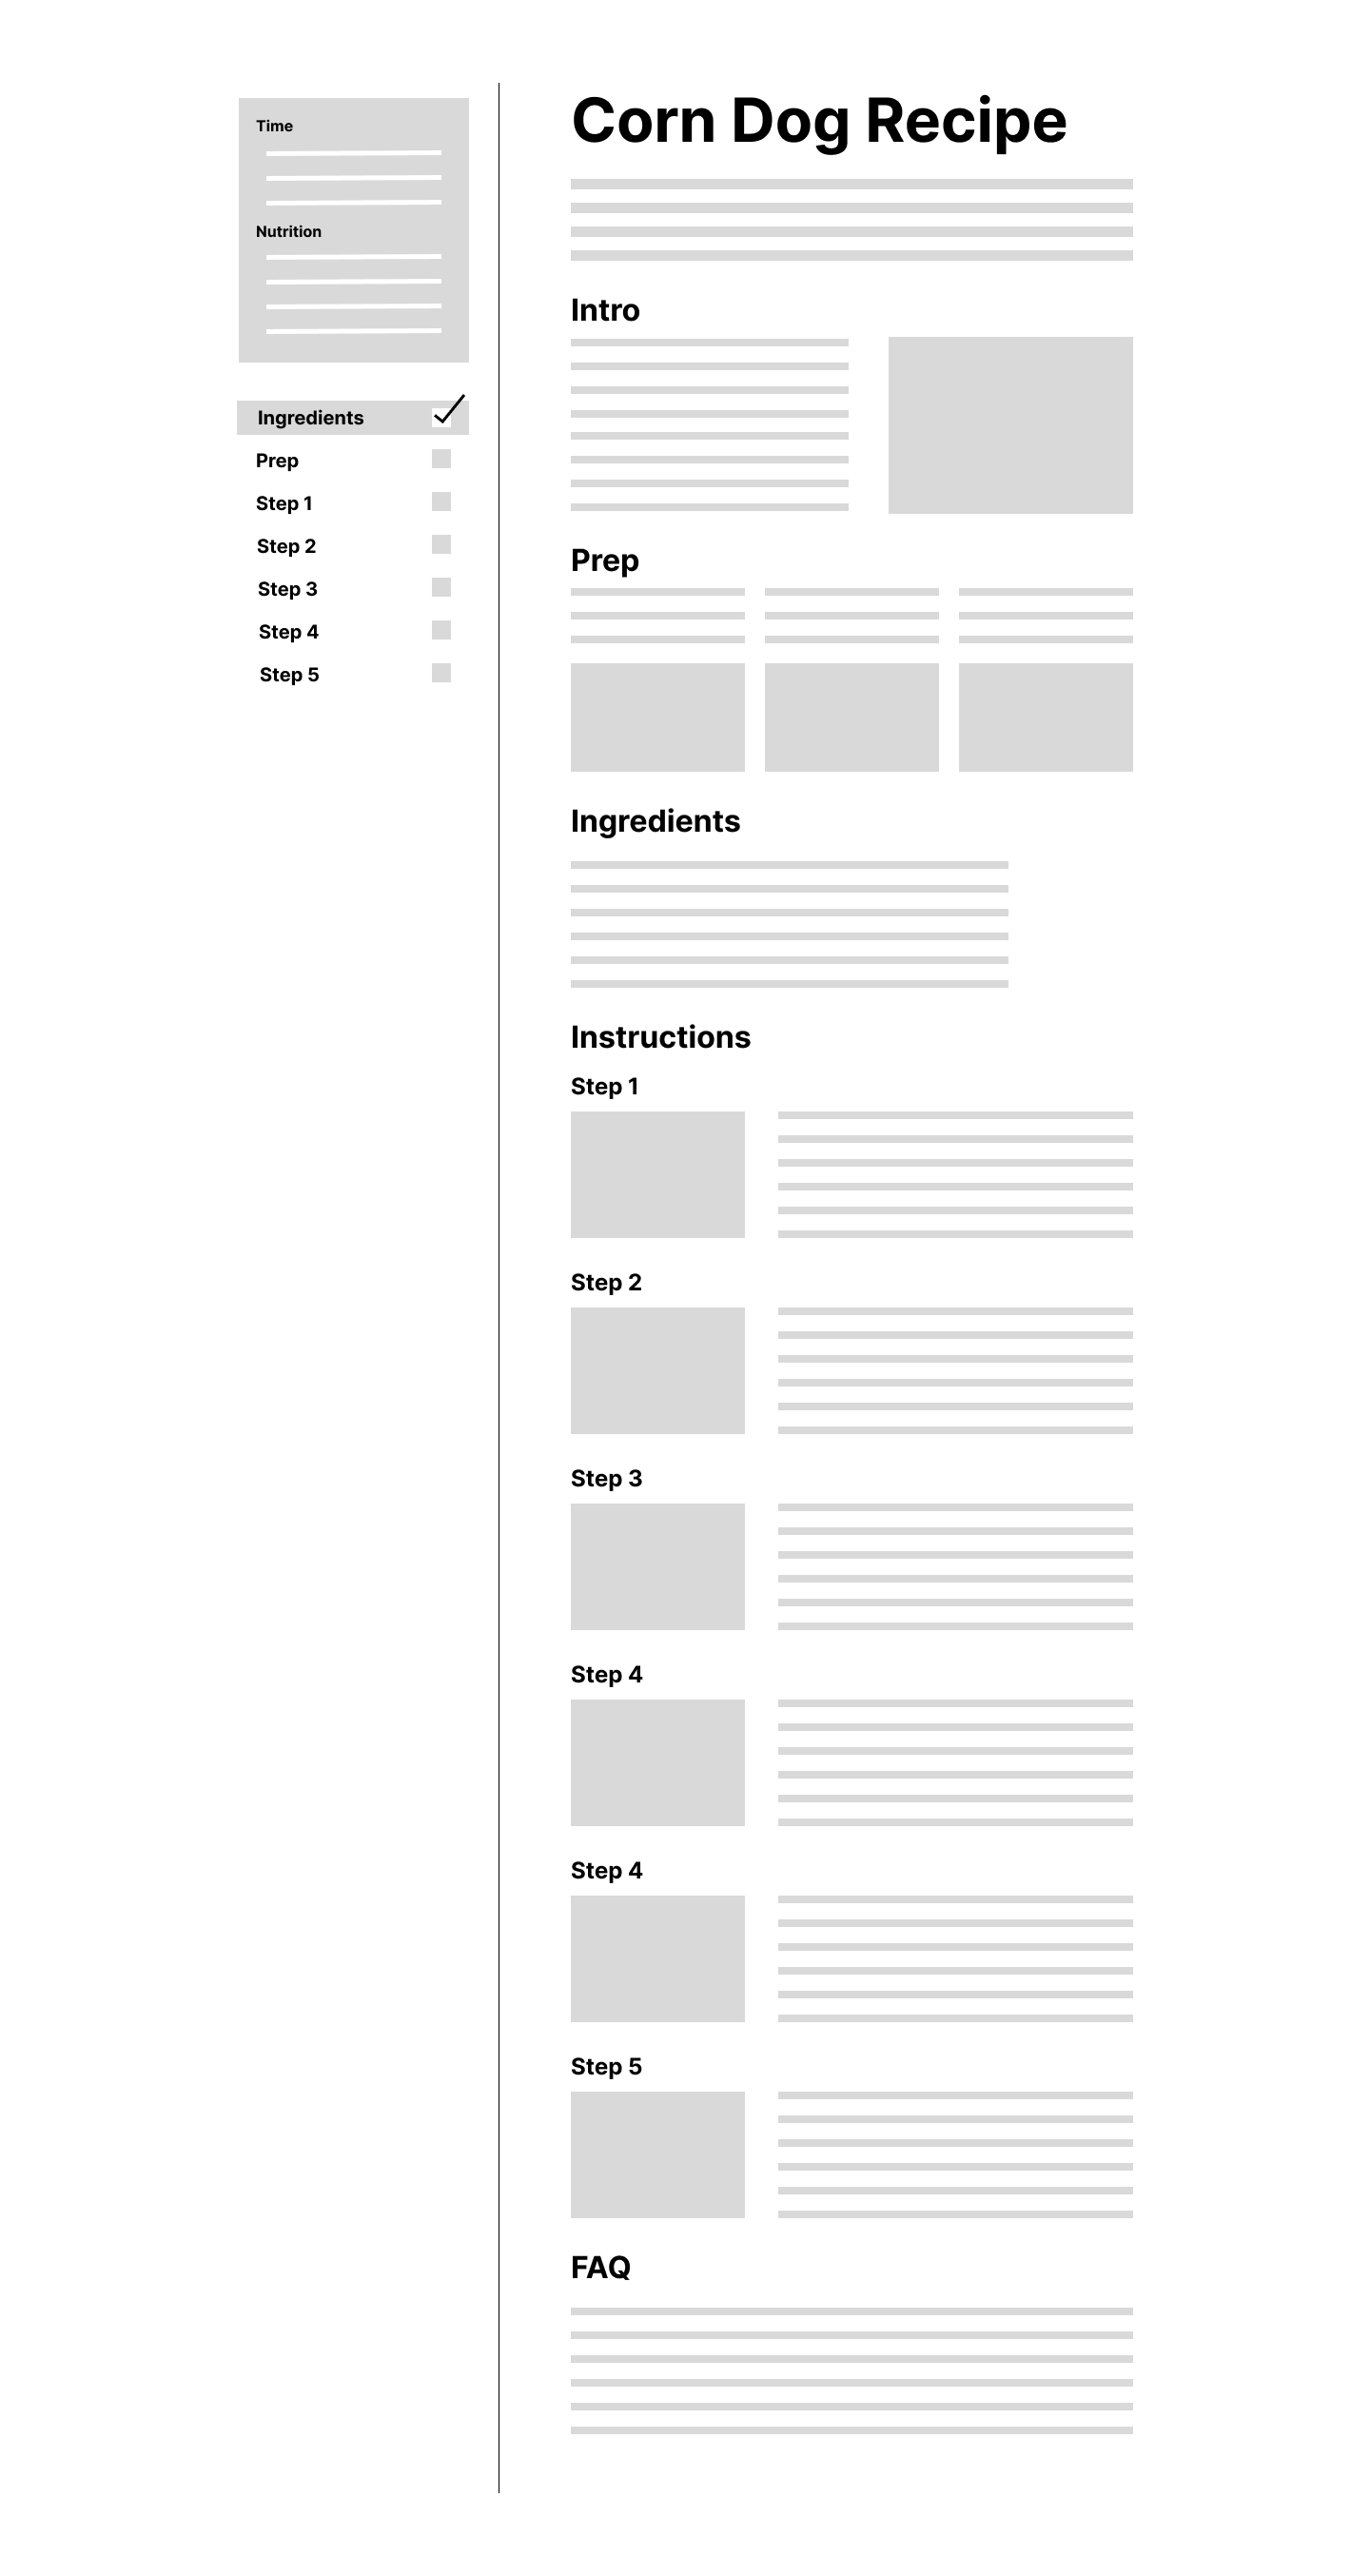 Time
Nutrition
Ingredients
Prep
Step 1
Step 2
Step 3
Step 4
Step 5
Corn Dog Recipe
Intro
Prep
Ingredients
Instructions
Step 1
Step 2
Step 3
Step 4
Step 4
Step 5
FAQ